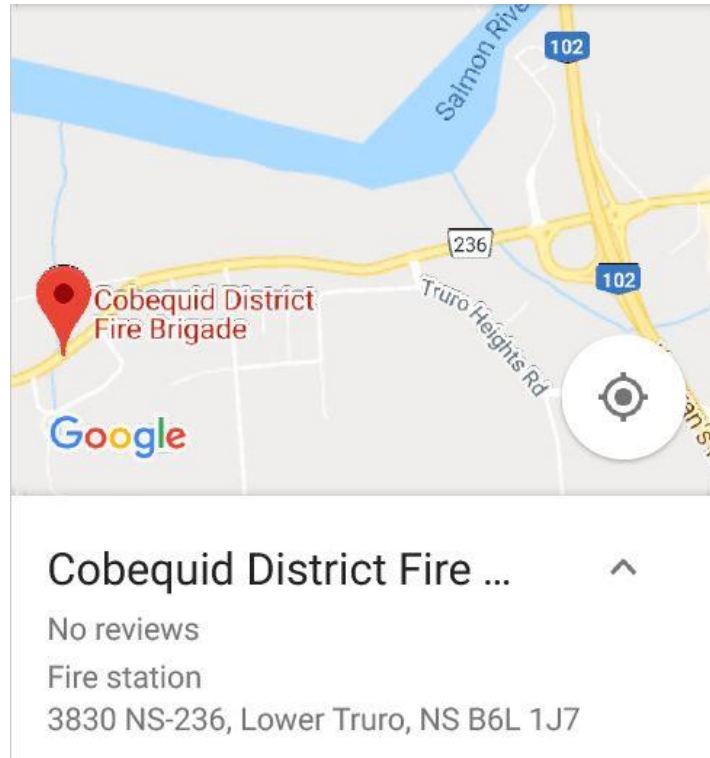 Salmon Rive
102
236
102
Cobequid District
Fire Brigade
Truro Heights Rd
Google
Cobequid District Fire ...
No reviews
Fire station
3830 NS-236, Lower Truro, NS B6L 1J7